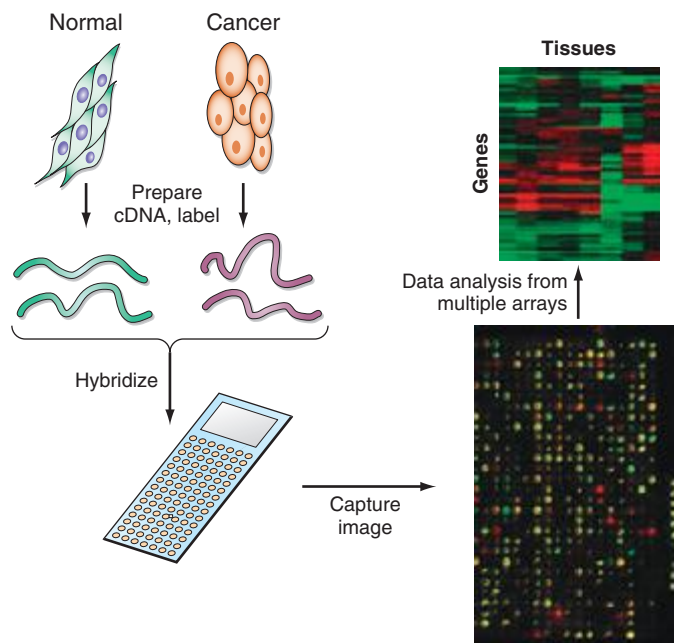 Normal
Cancer
Prepare
cDNA, label
Hybridize
Capture
image
Data analysis from
multiple arrays
Tissues
Genes